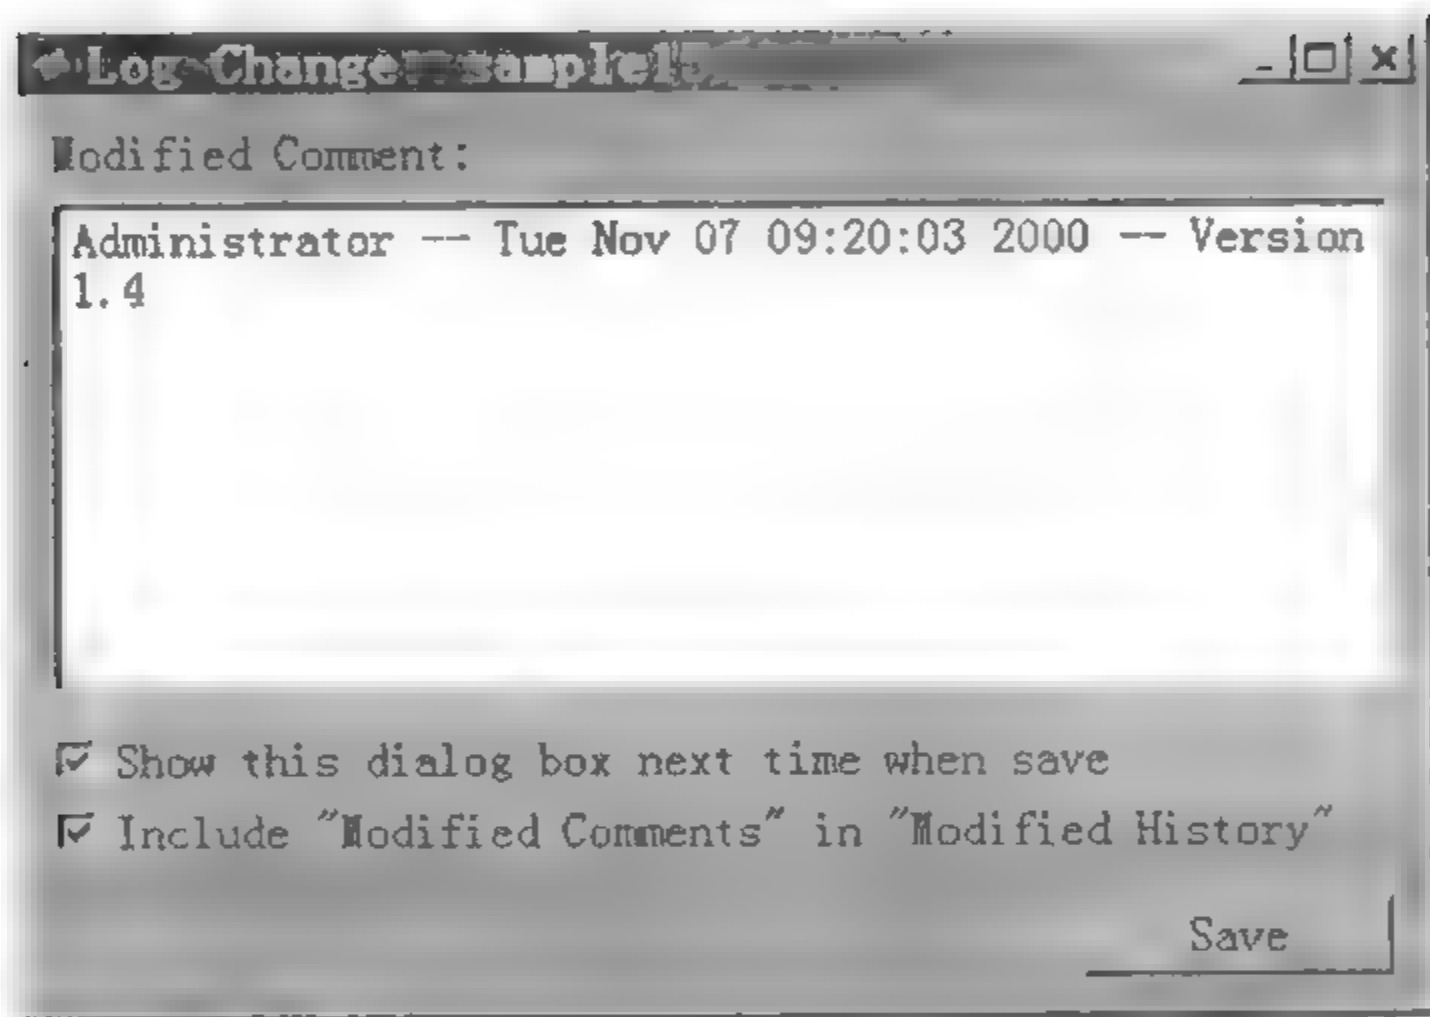 Log Change: sample15
Modified Comment:
Administrator -- Tue Nov 07 09:20:03 2000 -- Version
1.4
Show this dialog box next time when save
Include "Modified Comments" in "Modified History"
Save